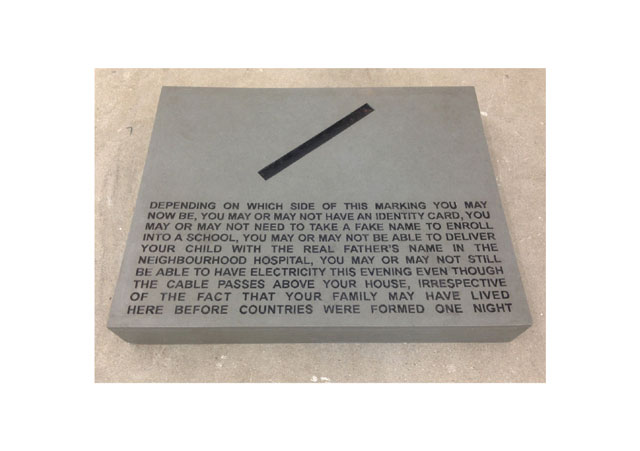 DEPENDING ON WHICH SIDE OF THIS MARKING YOU MAY
NOW BE, YOU MAY OR MAY NOT HAVE AN IDENTITY CARD, YOU
MAY OR MAY NOT NEED TO TAKE A FAKE NAME TO ENROLL
INTO A SCHOOL, YOU MAY OR MAY NOT BE ABLE TO DELIVER
YOUR CHILD WITH THE REAL FATHER'S NAME IN THE
NEIGHBOURHOOD HOSPITAL, YOU MAY OR MAY NOT STILL
BE ABLE TO HAVE ELECTRICITY THIS EVENING EVEN THOUGH
THE CABLE PASSES ABOVE YOUR HOUSE, IRRESPECTIVE
OF THE FACT THAT YOUR FAMILY MAY HAVE LIVED
HERE BEFORE COUNTRIES WERE FORMED ONE NIGHT